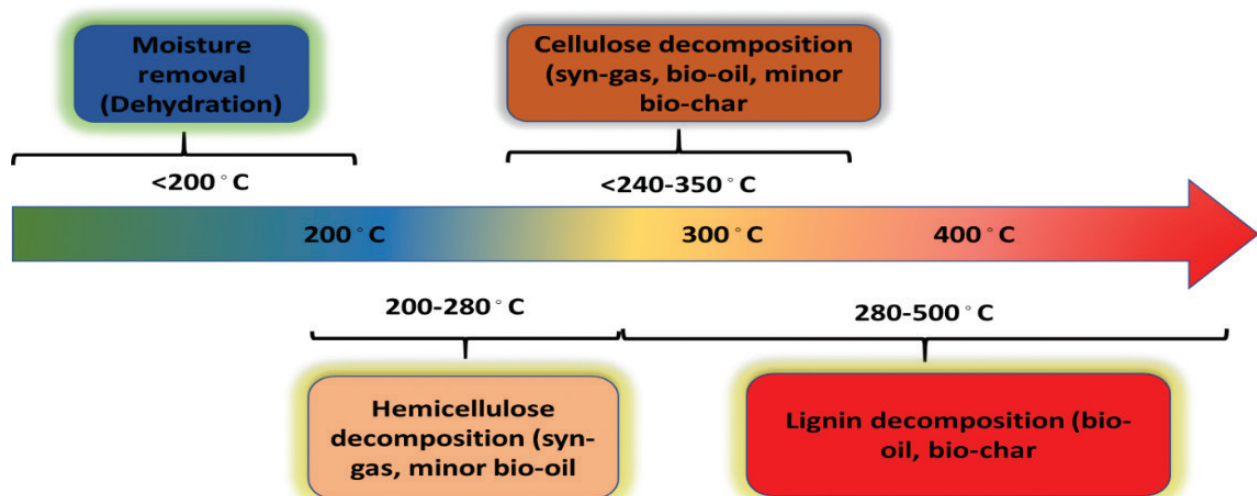 Moisture
removal
(Dehydration)
Cellulose decomposition
(syn-gas, bio-oil, minor
bio-char
<200°C
<240-350°C
200°C
300°C
400°C
200-280°C
280-500°C
Hemicellulose
decomposition (syn-
gas, minor bio-oil
Lignin decomposition (bio-
oil, bio-char